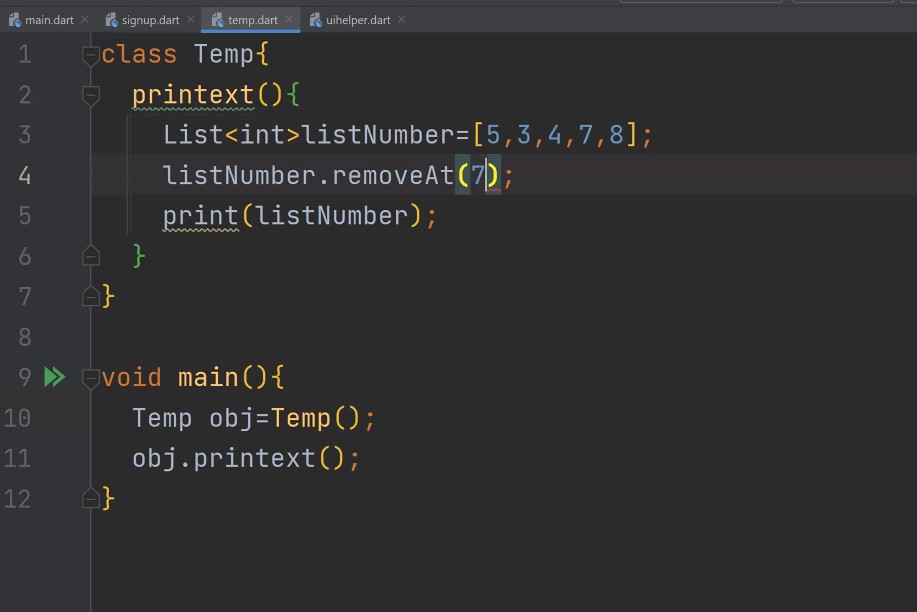 main.dart signup.dart temp.dart uihelper.dart
1 class Temp{
2 printext(){
3 List<int>listNumber=[5,3,4,7,8];
4 listNumber.removeAt(7);
5 print(listNumber);
6 }
7 }
8
9 void main(){
10 Temp obj=Temp();
11 obj.printext();
12 }